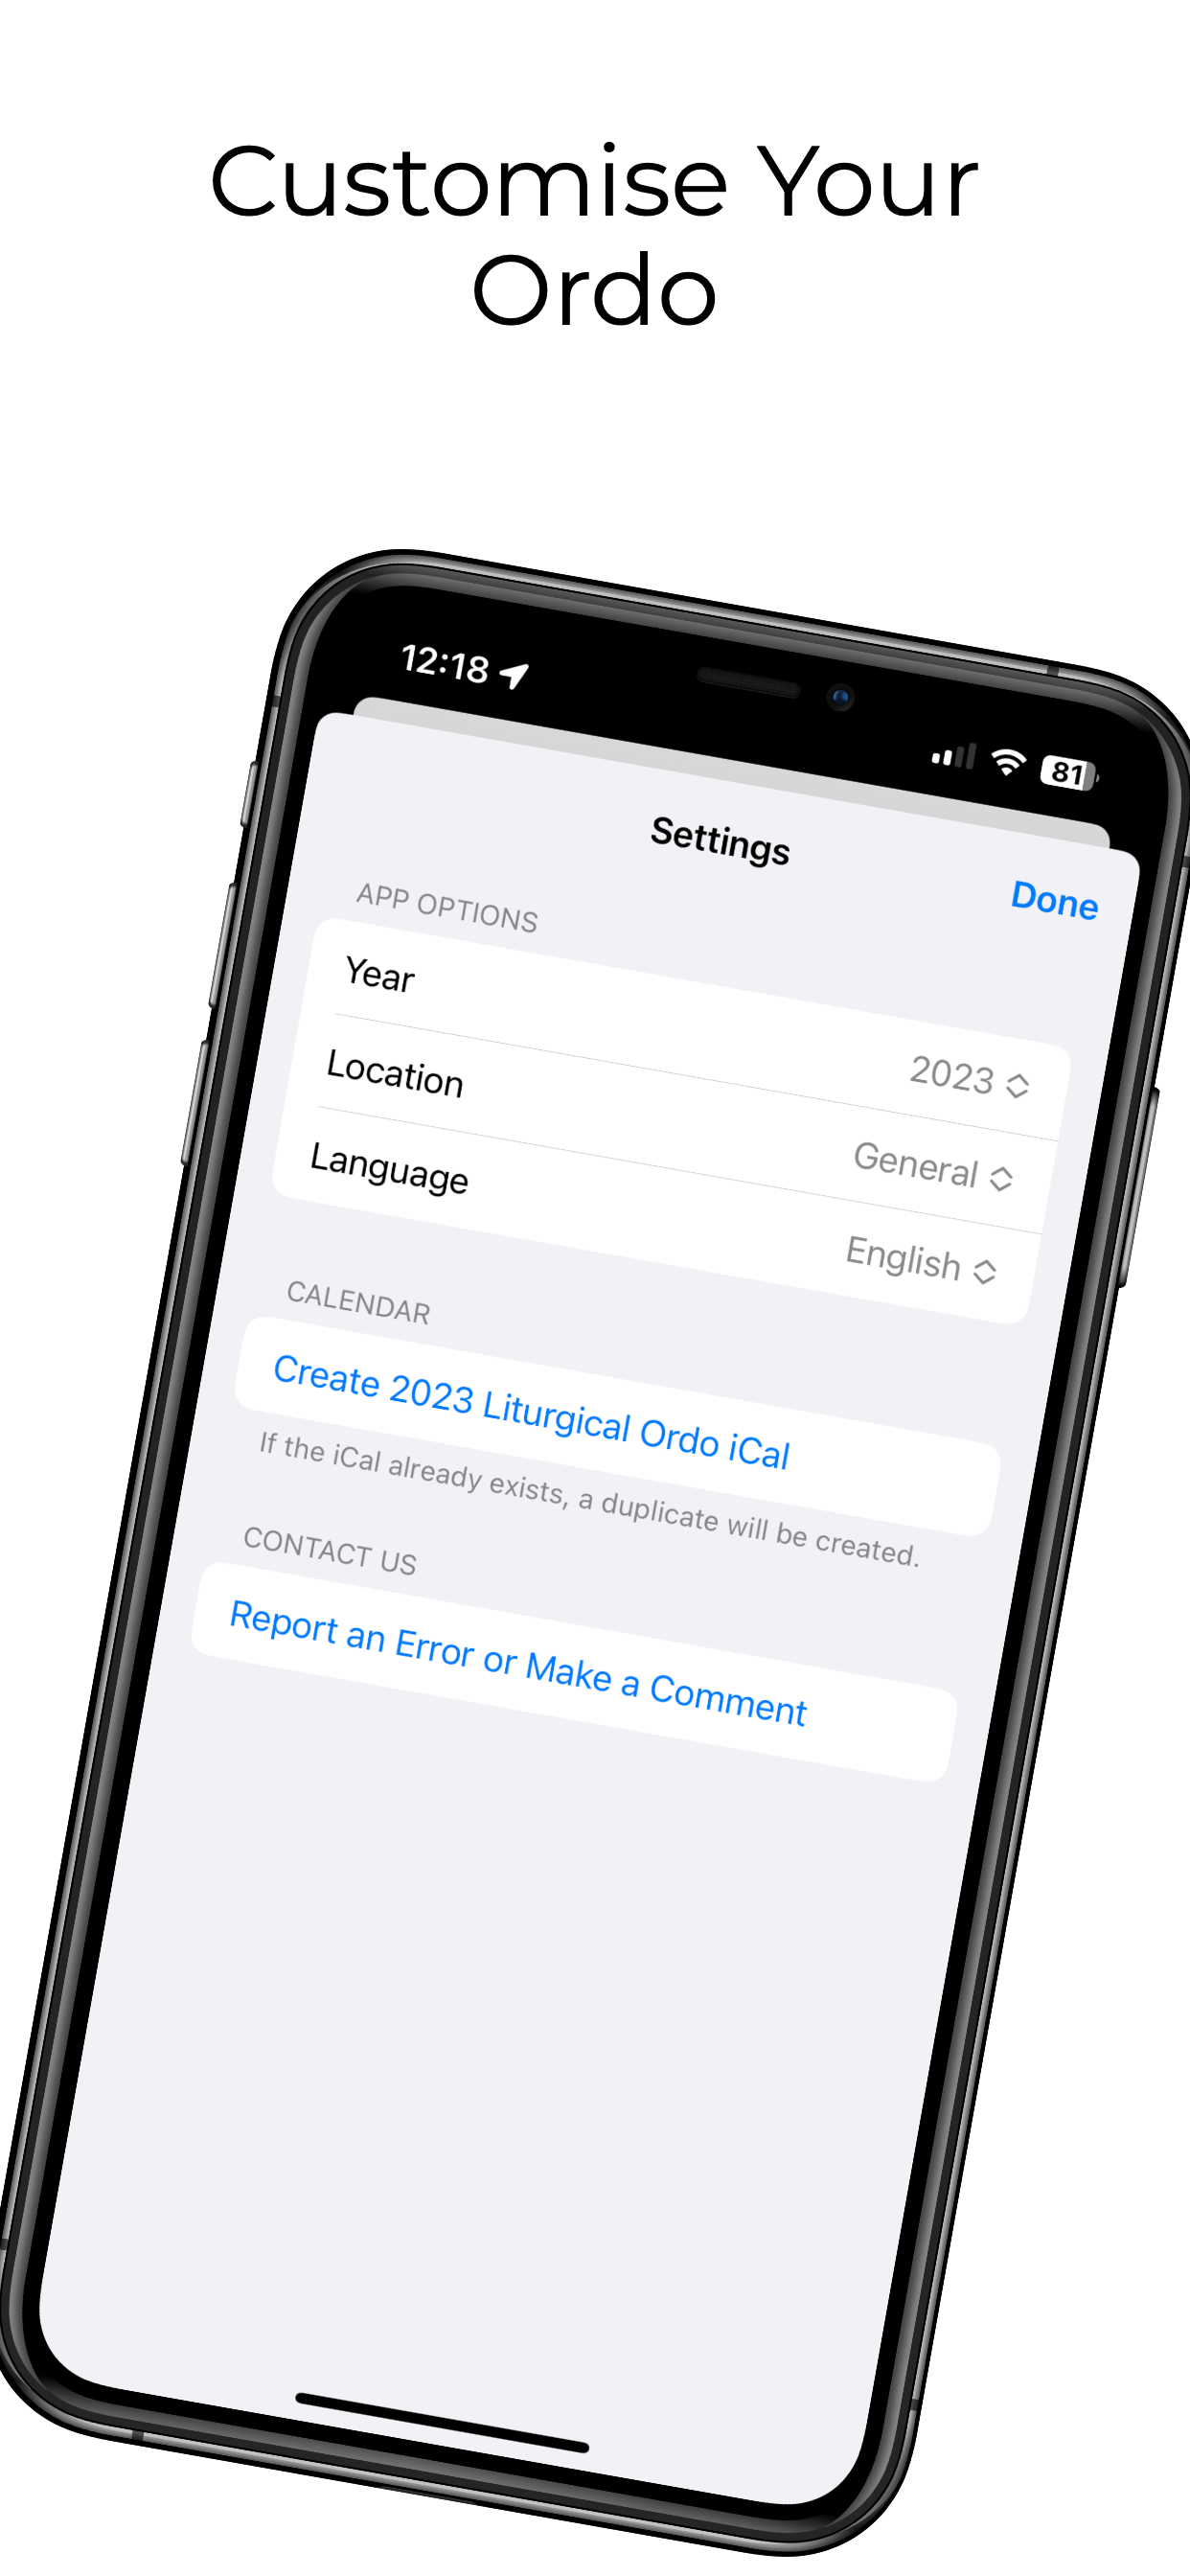 Customise Your
Ordo
12:18
81
Settings
Done
APP OPTIONS
Year
2023
Location
General
Language
English
CALENDAR
Create 2023 Liturgical Ordo iCal
If the iCal already exists, a duplicate will be created.
CONTACT US
Report an Error or Make a Comment